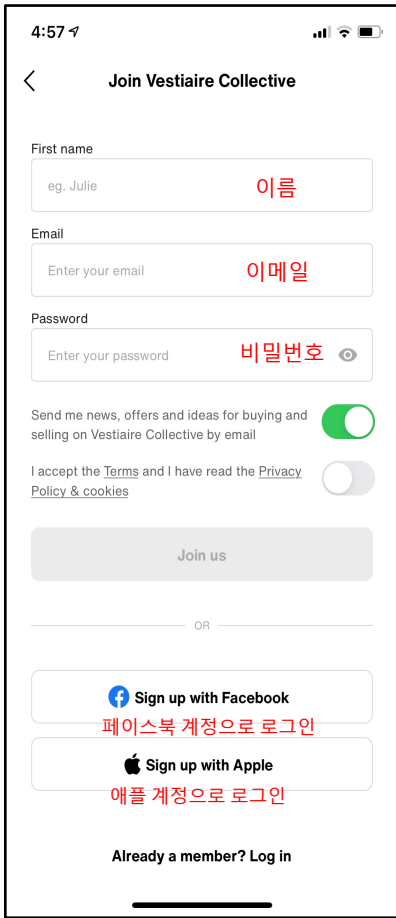 4:57
Join Vestiaire Collective
First name
eg. Julie 이름
Email
Enter your email 이메일
Password
Enter your password 비밀번호
Send me news, offers and ideas for buying and
selling on Vestiaire Collective by email
I accept the Terms and I have read the Privacy
Policy & cookies
Join us
OR
Sign up with Facebook
페이스북 계정으로 로그인
Sign up with Apple
애플 계정으로 로그인
Already a member? Log in